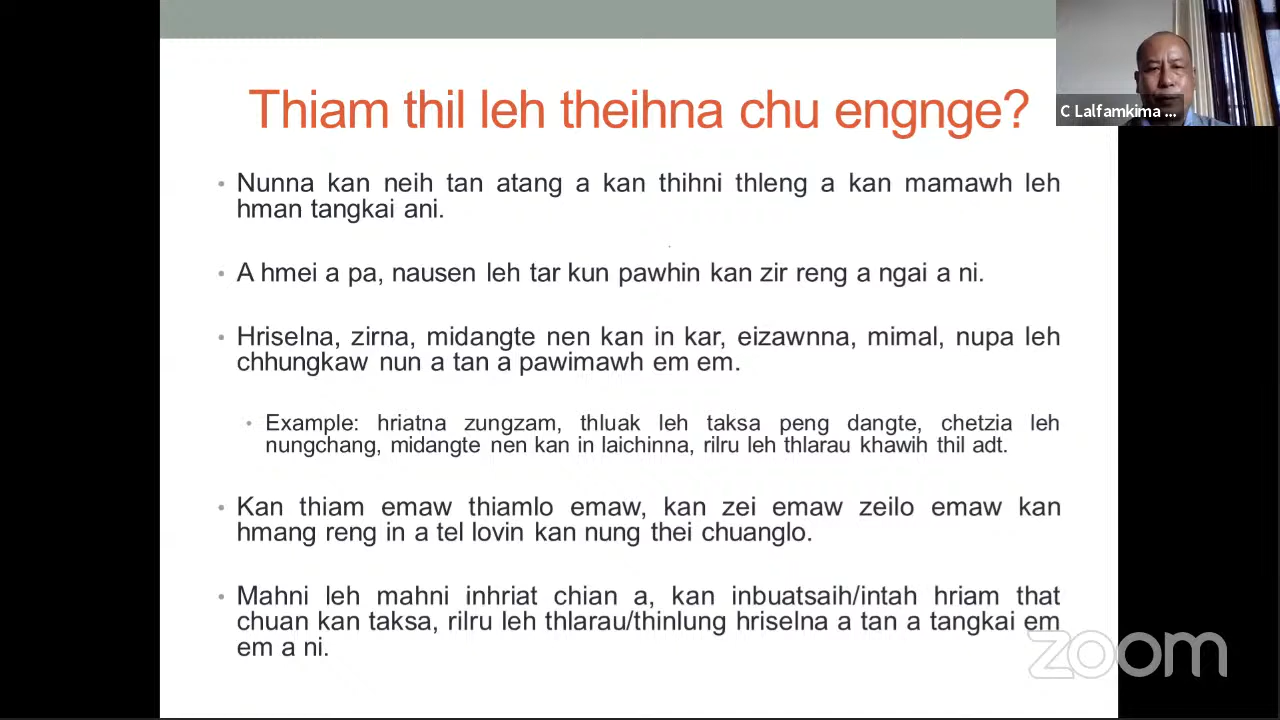 Thiam thil leh theihna chu engnge?
C Lalfamkima ...
• Nunna kan neih tan atang a kan thihni thleng a kan mamawh leh
hman tangkai ani.
• A hmei a pa, nausen leh tar kun pawhin kan zir reng a ngai a ni.
• Hriselna, zirna, midangte nen kan in kar, eizawnna, mimal, nupa leh
chhungkaw nun a tan a pawimawh em em.
• Example: hriatna zungzam, thluak leh taksa peng dangte, chetzia leh
nungchang, midangte nen kan in laichinna, rilru leh thlarau khawih thil adt.
• Kan thiam emaw thiamlo emaw, kan zei emaw zeilo emaw kan
hmang reng in a tel lovin kan nung thei chuanglo.
• Mahni leh mahni inhriat chian a, kan inbuatsaih/intah hriam that
chuan kan taksa, rilru leh thlarau/thinlung hriselna a tan a tangkai em
em a ni.
zoom